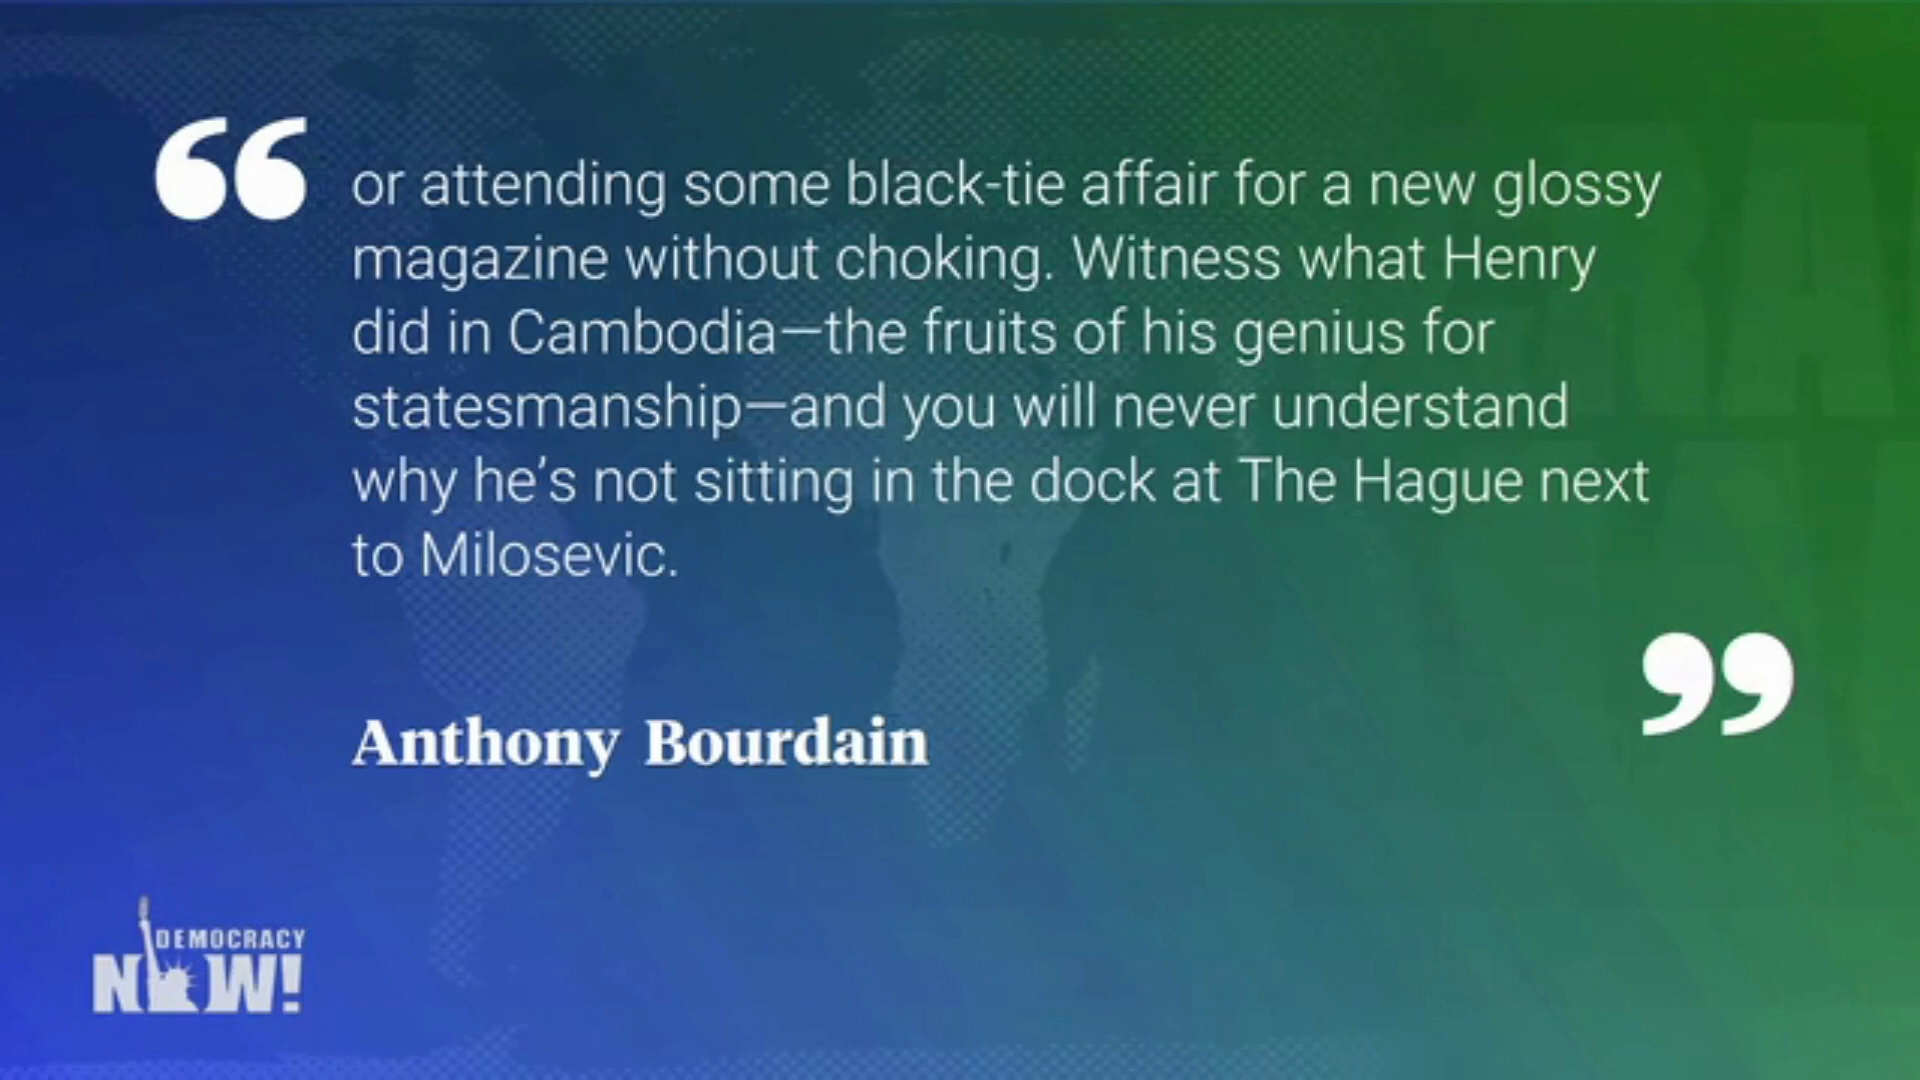 “ or attending some black-tie affair for a new glossy
magazine without choking. Witness what Henry
did in Cambodia—the fruits of his genius for
statesmanship—and you will never understand
why he’s not sitting in the dock at The Hague next
to Milosevic.
”
Anthony Bourdain
DEMOCRACY
NOW!